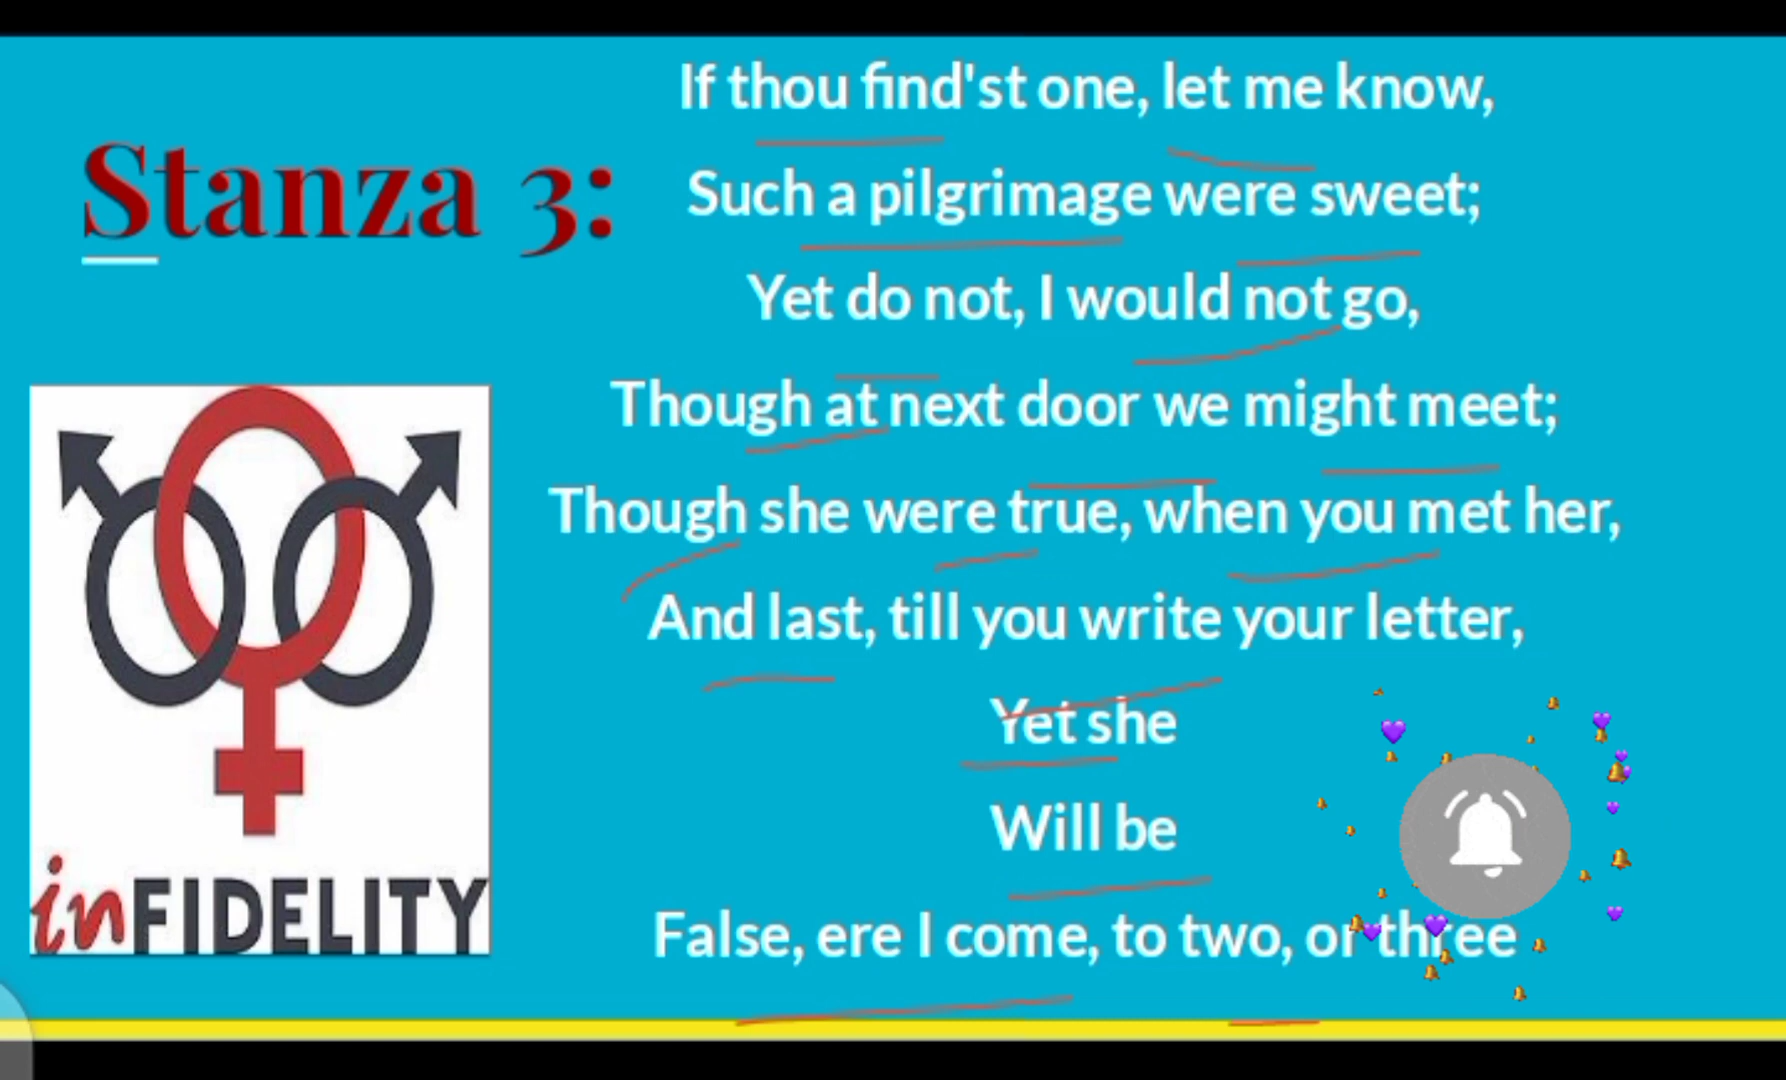 Stanza 3:
If thou find'st one, let me know,
Such a pilgrimage were sweet;
Yet do not, I would not go,
Though at next door we might meet;
Though she were true, when you met her,
And last, till you write your letter,
Yet she
Will be
False, ere I come, to two, or three
inFIDELITY